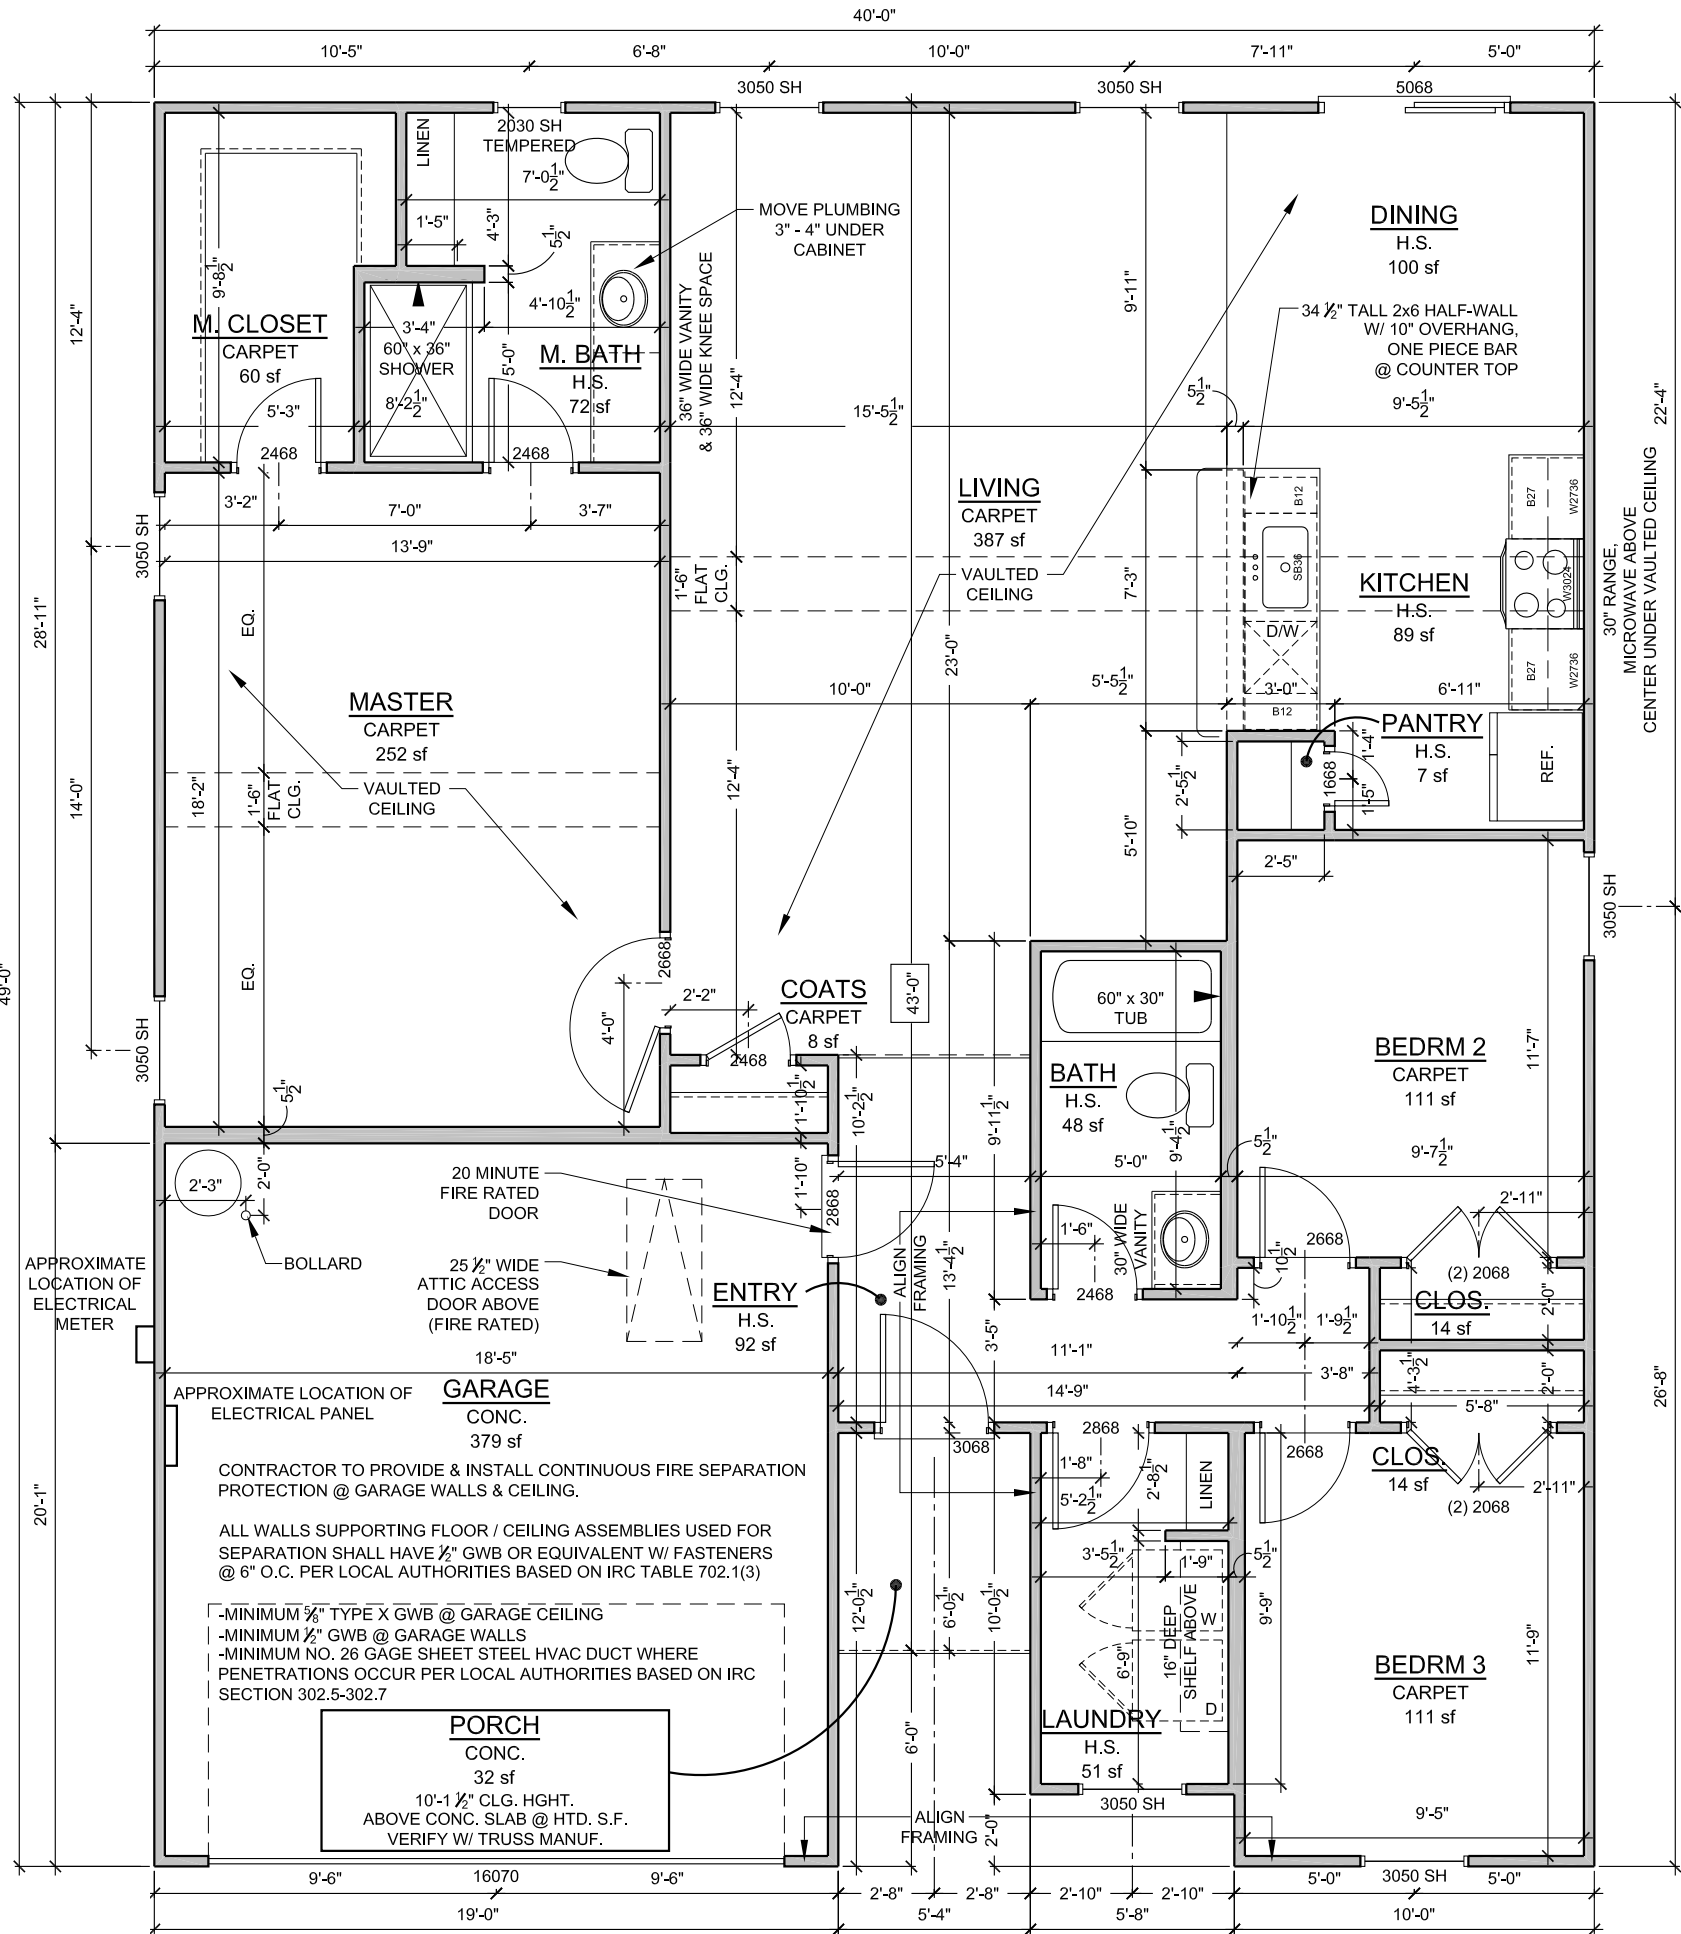 40'-0"
10'-5"
6'-8"
10'-0"
7'-11"
5'-0"
3050 SH
3050 SH
5068
LINEN
2030 SH
TEMPERED
7'-0 1/2"
1'-5"
4'-3"
5 1/2"
MOVE PLUMBING
3" - 4" UNDER
CABINET
DINING
H.S.
100 sf
9'-8 1/2"
12'-4"
9'-11"
22'-4"
36" WIDE VANITY
& 36" WIDE KNEE SPACE
M. CLOSET
CARPET
60 sf
3'-4"
60" x 36"
SHOWER
8'-2 1/2"
4'-10 1/2"
5'-0"
M. BATH
H.S.
72 sf
34 1/2" TALL 2x6 HALF-WALL
W/ 10" OVERHANG,
ONE PIECE BAR
@ COUNTER TOP
12'-4"
5'-3"
15'-5 1/2"
5 1/2"
9'-5 1/2"
2468
2468
3'-2"
7'-0"
3'-7"
13'-9"
3050 SH
LIVING
CARPET
387 sf
B12
SB36
D/W
B12
B27
W2736
W3024
B27
W2736
30" RANGE,
MICROWAVE ABOVE
CENTER UNDER VAULTED CEILING
1'-6"
FLAT
CLG.
VAULTED
CEILING
7'-3"
KITCHEN
H.S.
89 sf
EQ.
28'-11"
23'-0"
10'-0"
5'-5 1/2"
3'-0"
6'-11"
MASTER
CARPET
252 sf
PANTRY
H.S.
7 sf
REF.
1'-4"
1668
1'-5"
2'-5 1/2"
14'-0"
18'-2"
1'-6"
FLAT
CLG.
VAULTED
CEILING
12'-4"
5'-10"
2'-5"
3050 SH
49'-0"
EQ.
2668
4'-0"
2'-2"
COATS
CARPET
8 sf
2468
43'-0"
60" x 30"
TUB
3050 SH
5 1/2"
1'-10 1/2"
10'-2 1/2"
9'-11 1/2"
BATH
H.S.
48 sf
9'-4 1/2"
BEDRM 2
CARPET
111 sf
11'-7"
2'-3"
2'-0"
BOLLARD
20 MINUTE
FIRE RATED
DOOR
1'-10"
2868
5'-4"
5'-0"
5 1/2"
9'-7 1/2"
APPROXIMATE
LOCATION OF
ELECTRICAL
METER
25 1/2" WIDE
ATTIC ACCESS
DOOR ABOVE
(FIRE RATED)
ENTRY
H.S.
92 sf
ALIGN
FRAMING
13'-4 1/2"
1'-6"
30" WIDE
VANITY
2468
2668
10 1/2"
2'-11"
(2) 2068
CLOS.
14 sf
2'-0"
18'-5"
3'-5"
11'-1"
1'-10 1/2"
1'-9 1/2"
3'-8"
14'-9"
4'-3 1/2"
2'-0"
5'-8"
APPROXIMATE LOCATION OF
ELECTRICAL PANEL
GARAGE
CONC.
379 sf
3068
2868
1'-8"
5'-2 1/2"
2'-8 1/2"
LINEN
2668
CLOS.
14 sf
(2) 2068
2'-11"
26'-8"
CONTRACTOR TO PROVIDE & INSTALL CONTINUOUS FIRE SEPARATION
PROTECTION @ GARAGE WALLS & CEILING.
ALL WALLS SUPPORTING FLOOR / CEILING ASSEMBLIES USED FOR
SEPARATION SHALL HAVE 1/2" GWB OR EQUIVALENT W/ FASTENERS
@ 6" O.C. PER LOCAL AUTHORITIES BASED ON IRC TABLE 702.1(3)
-MINIMUM 5/8" TYPE X GWB @ GARAGE CEILING
-MINIMUM 1/2" GWB @ GARAGE WALLS
-MINIMUM NO. 26 GAGE SHEET STEEL HVAC DUCT WHERE
PENETRATIONS OCCUR PER LOCAL AUTHORITIES BASED ON IRC
SECTION 302.5-302.7
20'-1"
12'-0 1/2"
6'-0 1/2"
10'-0 1/2"
3'-5 1/2"
1'-9"
5 1/2"
9'-9"
11'-9"
16" DEEP
SHELF ABOVE
W
D
6'-9"
LAUNDRY
H.S.
51 sf
BEDRM 3
CARPET
111 sf
PORCH
CONC.
32 sf
10'-1 1/2" CLG. HGHT.
ABOVE CONC. SLAB @ HTD. S.F.
VERIFY W/ TRUSS MANUF.
6'-0"
3050 SH
ALIGN
FRAMING
2'-0"
9'-5"
9'-6"
16070
9'-6"
2'-8"
2'-8"
2'-10"
2'-10"
5'-0"
3050 SH
5'-0"
19'-0"
5'-4"
5'-8"
10'-0"